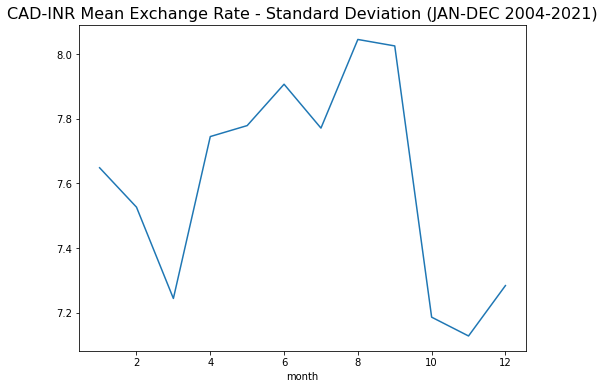 CAD-INR Mean Exchange Rate - Standard Deviation (JAN-DEC 2004-2021)
8.0
7.8
7.6
7.4
7.2
2 4 6 8 10 12
month